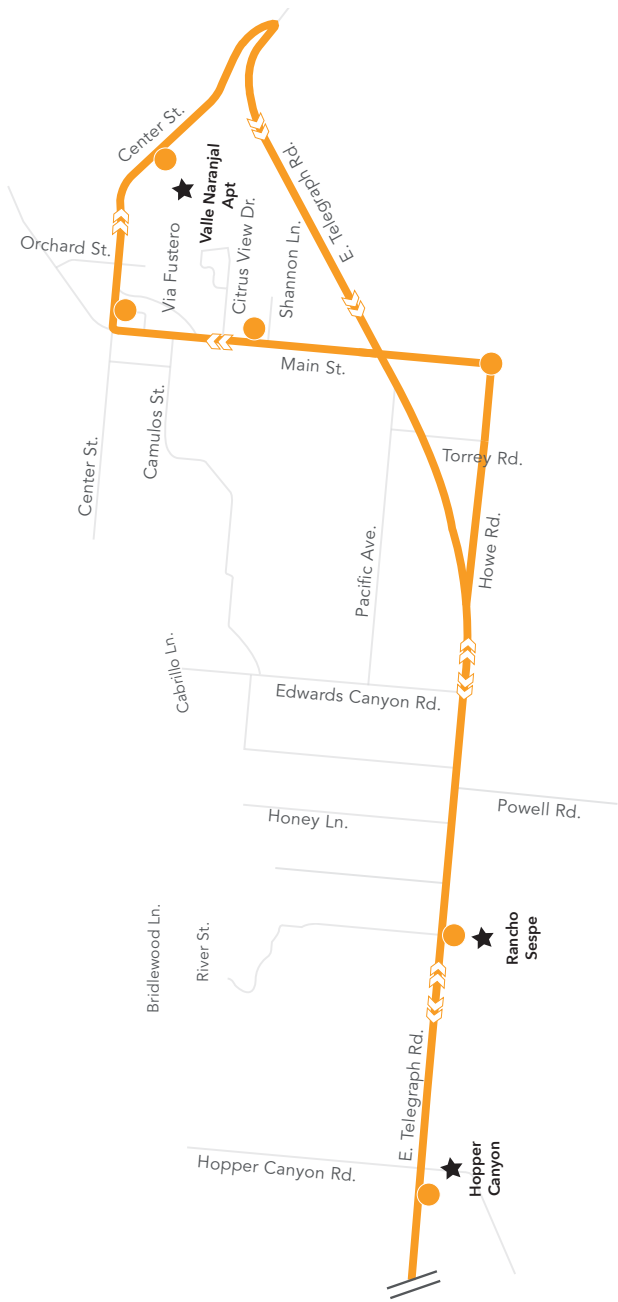 Center St.
E. Telegraph Rd.
Valle Naranjal
Apt
Orchard St.
Via Fustero
Citrus View Dr.
Shannon Ln.
Main St.
Center St.
Camulos St.
Torrey Rd.
Pacific Ave.
Howe Rd.
Cabrillo Ln.
Edwards Canyon Rd.
Powell Rd.
Honey Ln.
Bridlewood Ln.
River St.
Rancho
Sespe
E. Telegraph Rd.
Hopper Canyon Rd.
Hopper
Canyon